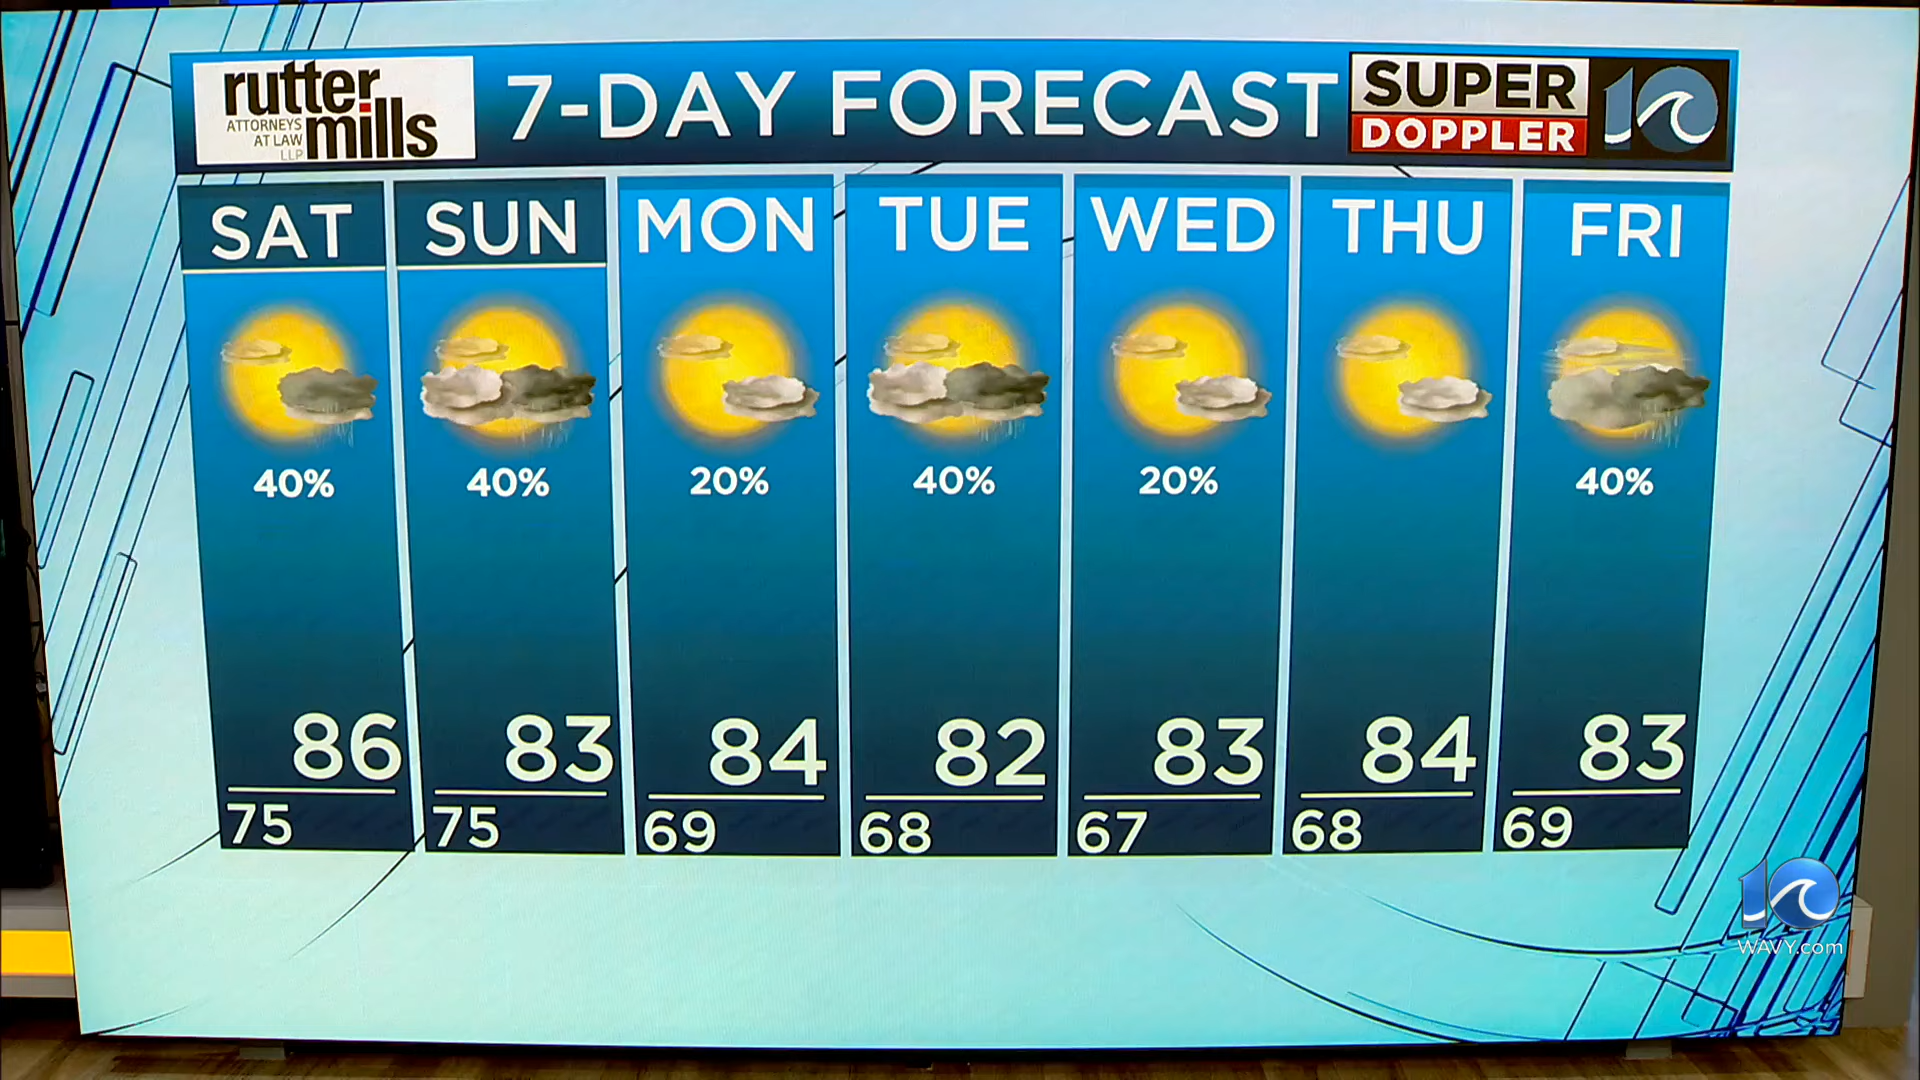 rutter
mills
ATTORNEYS
AT LAW
LLP
7-DAY FORECAST
SUPER
DOPPLER
10
SAT SUN MON TUE WED THU FRI
40% 40% 20% 40% 20% 40%
86 83 84 82 83 84 83
75 75 69 68 67 68 69
10
WAVY.com